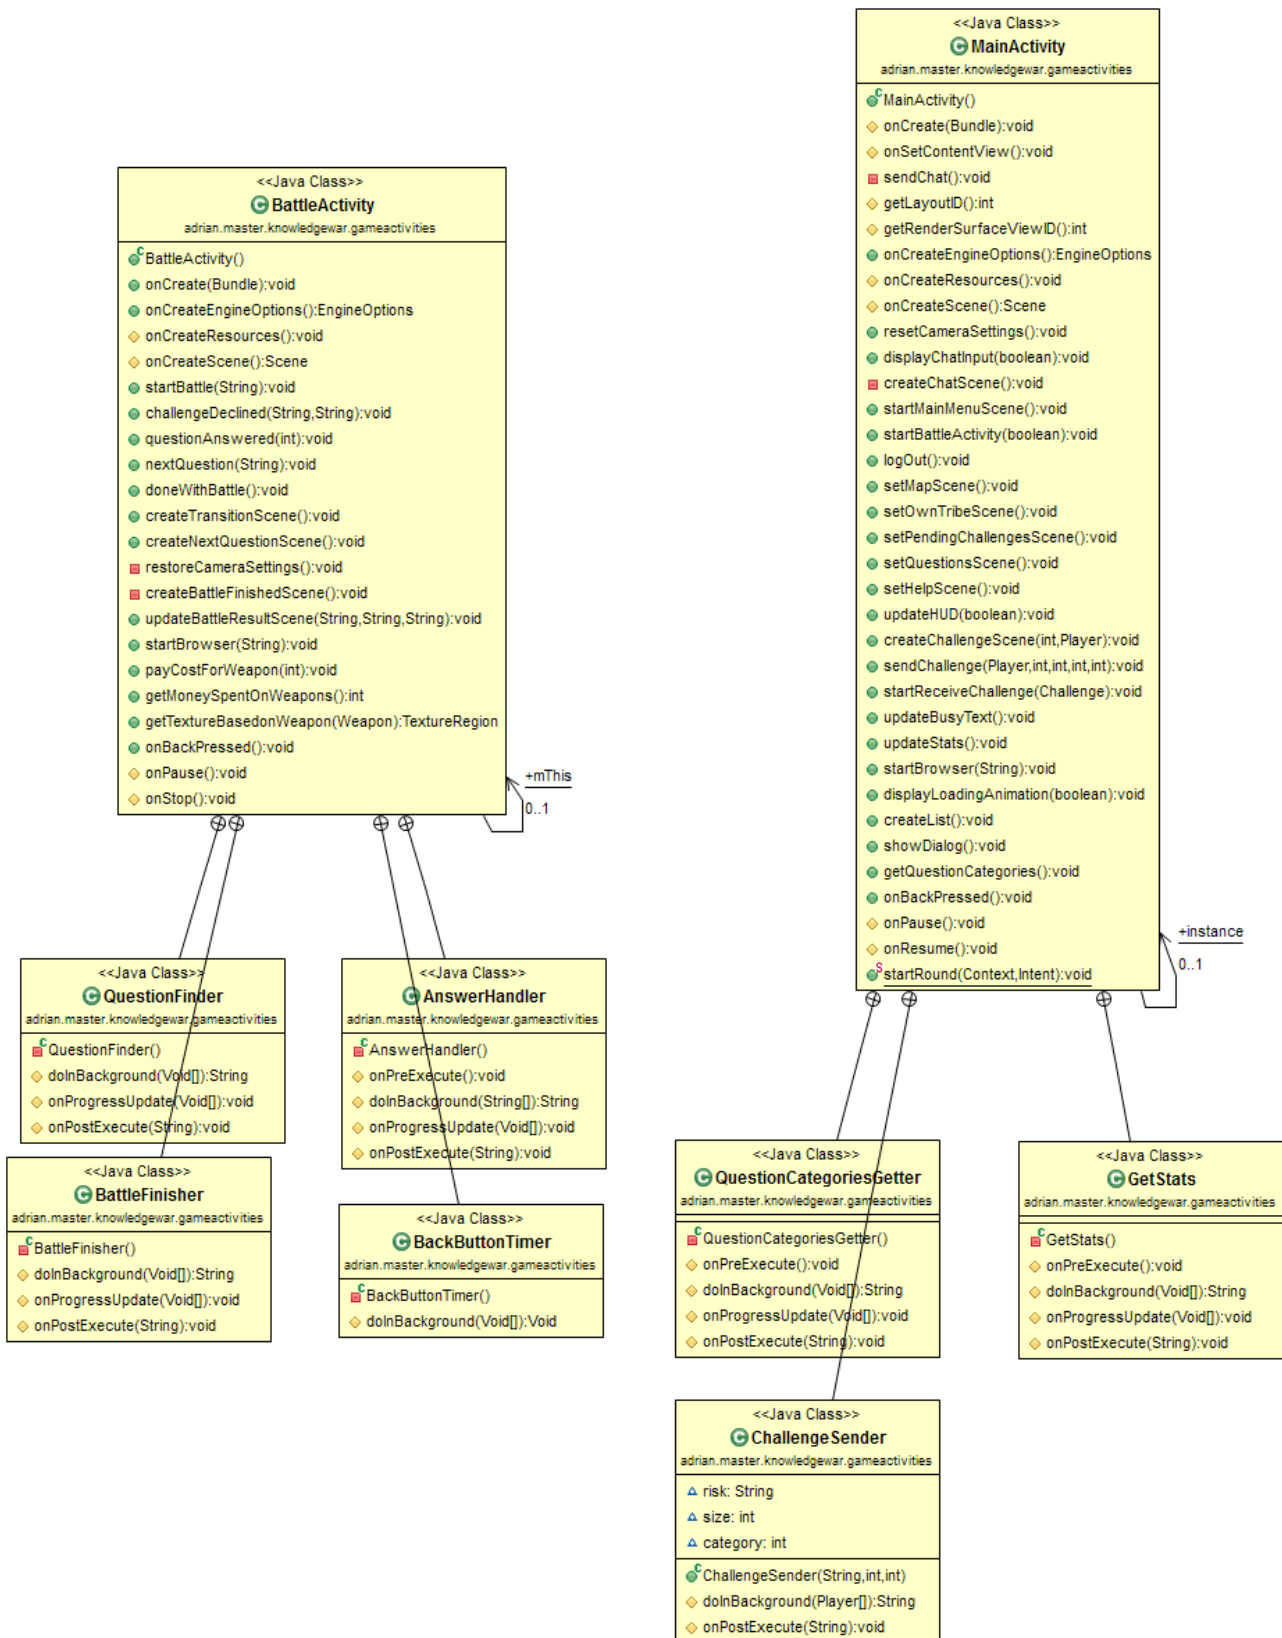 <<Java Class>>
MainActivity
adrian.master.knowledgewar.gameactivities
MainActivity()
onCreate(Bundle):void
onSetContentView():void
sendChat():void
getLayoutID():int
getRenderSurfaceViewID():int
onCreateEngineOptions():EngineOptions
onCreateResources():void
onCreateScene():Scene
resetCameraSettings():void
displayChatInput(boolean):void
createChatScene():void
startMainMenuScene():void
startBattleActivity(boolean):void
logOut():void
setMapScene():void
setOwnTribeScene():void
setPendingChallengesScene():void
setQuestionsScene():void
setHelpScene():void
updateHUD(boolean):void
createChallengeScene(int,Player):void
sendChallenge(Player,int,int,int,int):void
startReceiveChallenge(Challenge):void
updateBusyText():void
updateStats():void
startBrowser(String):void
displayLoadingAnimation(boolean):void
createList():void
showDialog():void
getQuestionCategories():void
onBackPressed():void
onPause():void
onResume():void
startRound(Context,Intent):void
+instance
0..1
<<Java Class>>
BattleActivity
adrian.master.knowledgewar.gameactivities
BattleActivity()
onCreate(Bundle):void
onCreateEngineOptions():EngineOptions
onCreateResources():void
onCreateScene():Scene
startBattle(String):void
challengeDeclined(String,String):void
questionAnswered(int):void
nextQuestion(String):void
doneWithBattle():void
createTransitionScene():void
createNextQuestionScene():void
restoreCameraSettings():void
createBattleFinishedScene():void
updateBattleResultScene(String,String,String):void
startBrowser(String):void
payCostForWeapon(int):void
getMoneySpentOnWeapons():int
getTextureBasedonWeapon(Weapon):TextureRegion
onBackPressed():void
onPause():void
onStop():void
+mThis
0..1
<<Java Class>>
QuestionFinder
adrian.master.knowledgewar.gameactivities
QuestionFinder()
doInBackground(Void[]):String
onProgressUpdate(Void[]):void
onPostExecute(String):void
<<Java Class>>
AnswerHandler
adrian.master.knowledgewar.gameactivities
AnswerHandler()
onPreExecute():void
doInBackground(String[]):String
onProgressUpdate(Void[]):void
onPostExecute(String):void
<<Java Class>>
BattleFinisher
adrian.master.knowledgewar.gameactivities
BattleFinisher()
doInBackground(Void[]):String
onProgressUpdate(Void[]):void
onPostExecute(String):void
<<Java Class>>
BackButtonTimer
adrian.master.knowledgewar.gameactivities
BackButtonTimer()
doInBackground(Void[]):Void
<<Java Class>>
QuestionCategoriesGetter
adrian.master.knowledgewar.gameactivities
QuestionCategoriesGetter()
onPreExecute():void
doInBackground(Void[]):String
onProgressUpdate(Void[]):void
onPostExecute(String):void
<<Java Class>>
GetStats
adrian.master.knowledgewar.gameactivities
GetStats()
onPreExecute():void
doInBackground(Void[]):String
onProgressUpdate(Void[]):void
onPostExecute(String):void
<<Java Class>>
ChallengeSender
adrian.master.knowledgewar.gameactivities
risk: String
size: int
category: int
ChallengeSender(String,int,int)
doInBackground(Player[]):String
onPostExecute(String):void